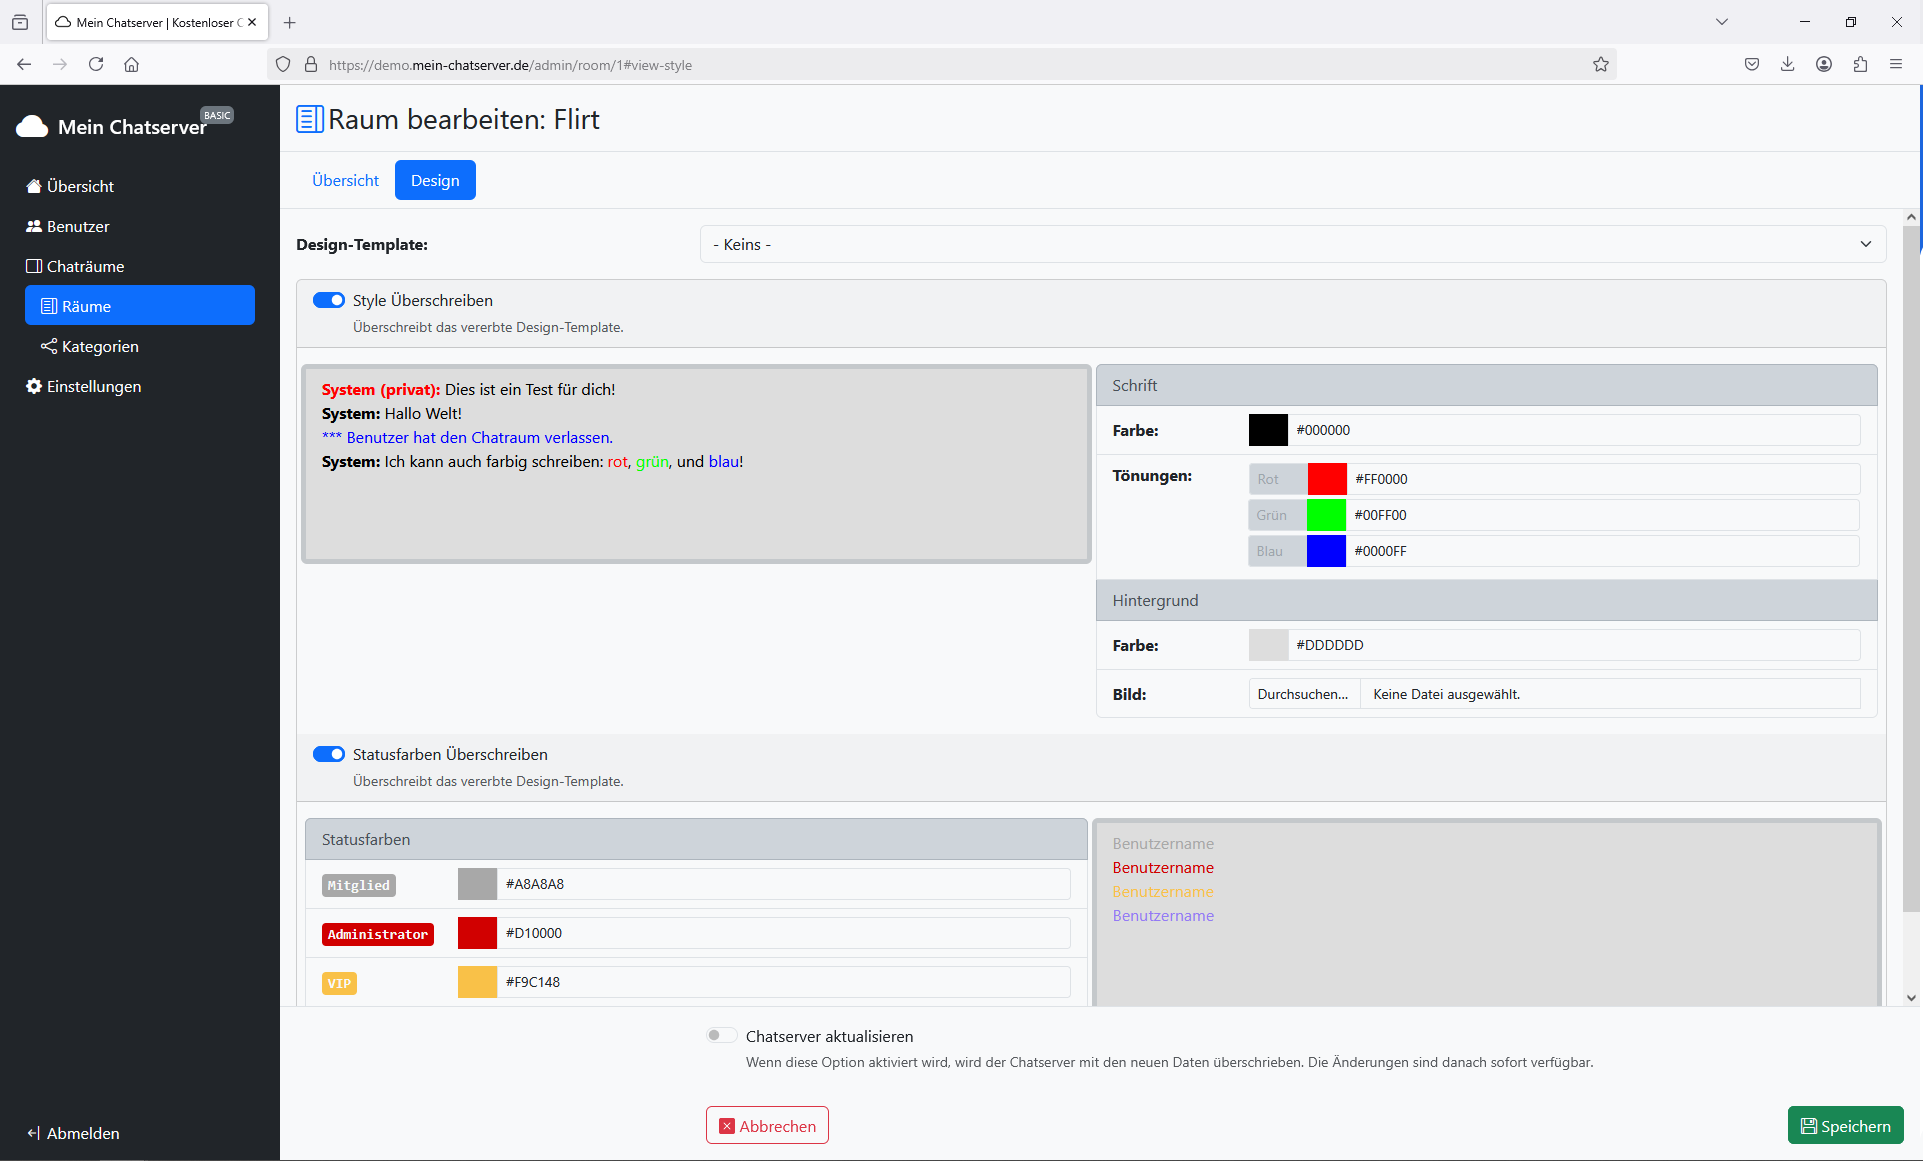 Mein Chatserver | Kostenloser C
https://demo.mein-chatserver.de/admin/room/1#view-style
Mein Chatserver BASIC
Übersicht
Benutzer
Chaträume
Räume
Kategorien
Einstellungen
Abmelden
Raum bearbeiten: Flirt
Übersicht Design
Design-Template: - Keins -
Style Überschreiben
Überschreibt das vererbte Design-Template.
System (privat): Dies ist ein Test für dich!
System: Hallo Welt!
*** Benutzer hat den Chatraum verlassen.
System: Ich kann auch farbig schreiben: rot, grün, und blau!
Schrift
Farbe: #000000
Tönungen: Rot #FF0000
Grün #00FF00
Blau #0000FF
Hintergrund
Farbe: #DDDDDD
Bild: Durchsuchen... Keine Datei ausgewählt.
Statusfarben Überschreiben
Überschreibt das vererbte Design-Template.
Statusfarben
Mitglied #A8A8A8
Administrator #D10000
VIP #F9C148
Benutzername
Benutzername
Benutzername
Benutzername
Chatserver aktualisieren
Wenn diese Option aktiviert wird, wird der Chatserver mit den neuen Daten überschrieben. Die Änderungen sind danach sofort verfügbar.
Abbrechen
Speichern